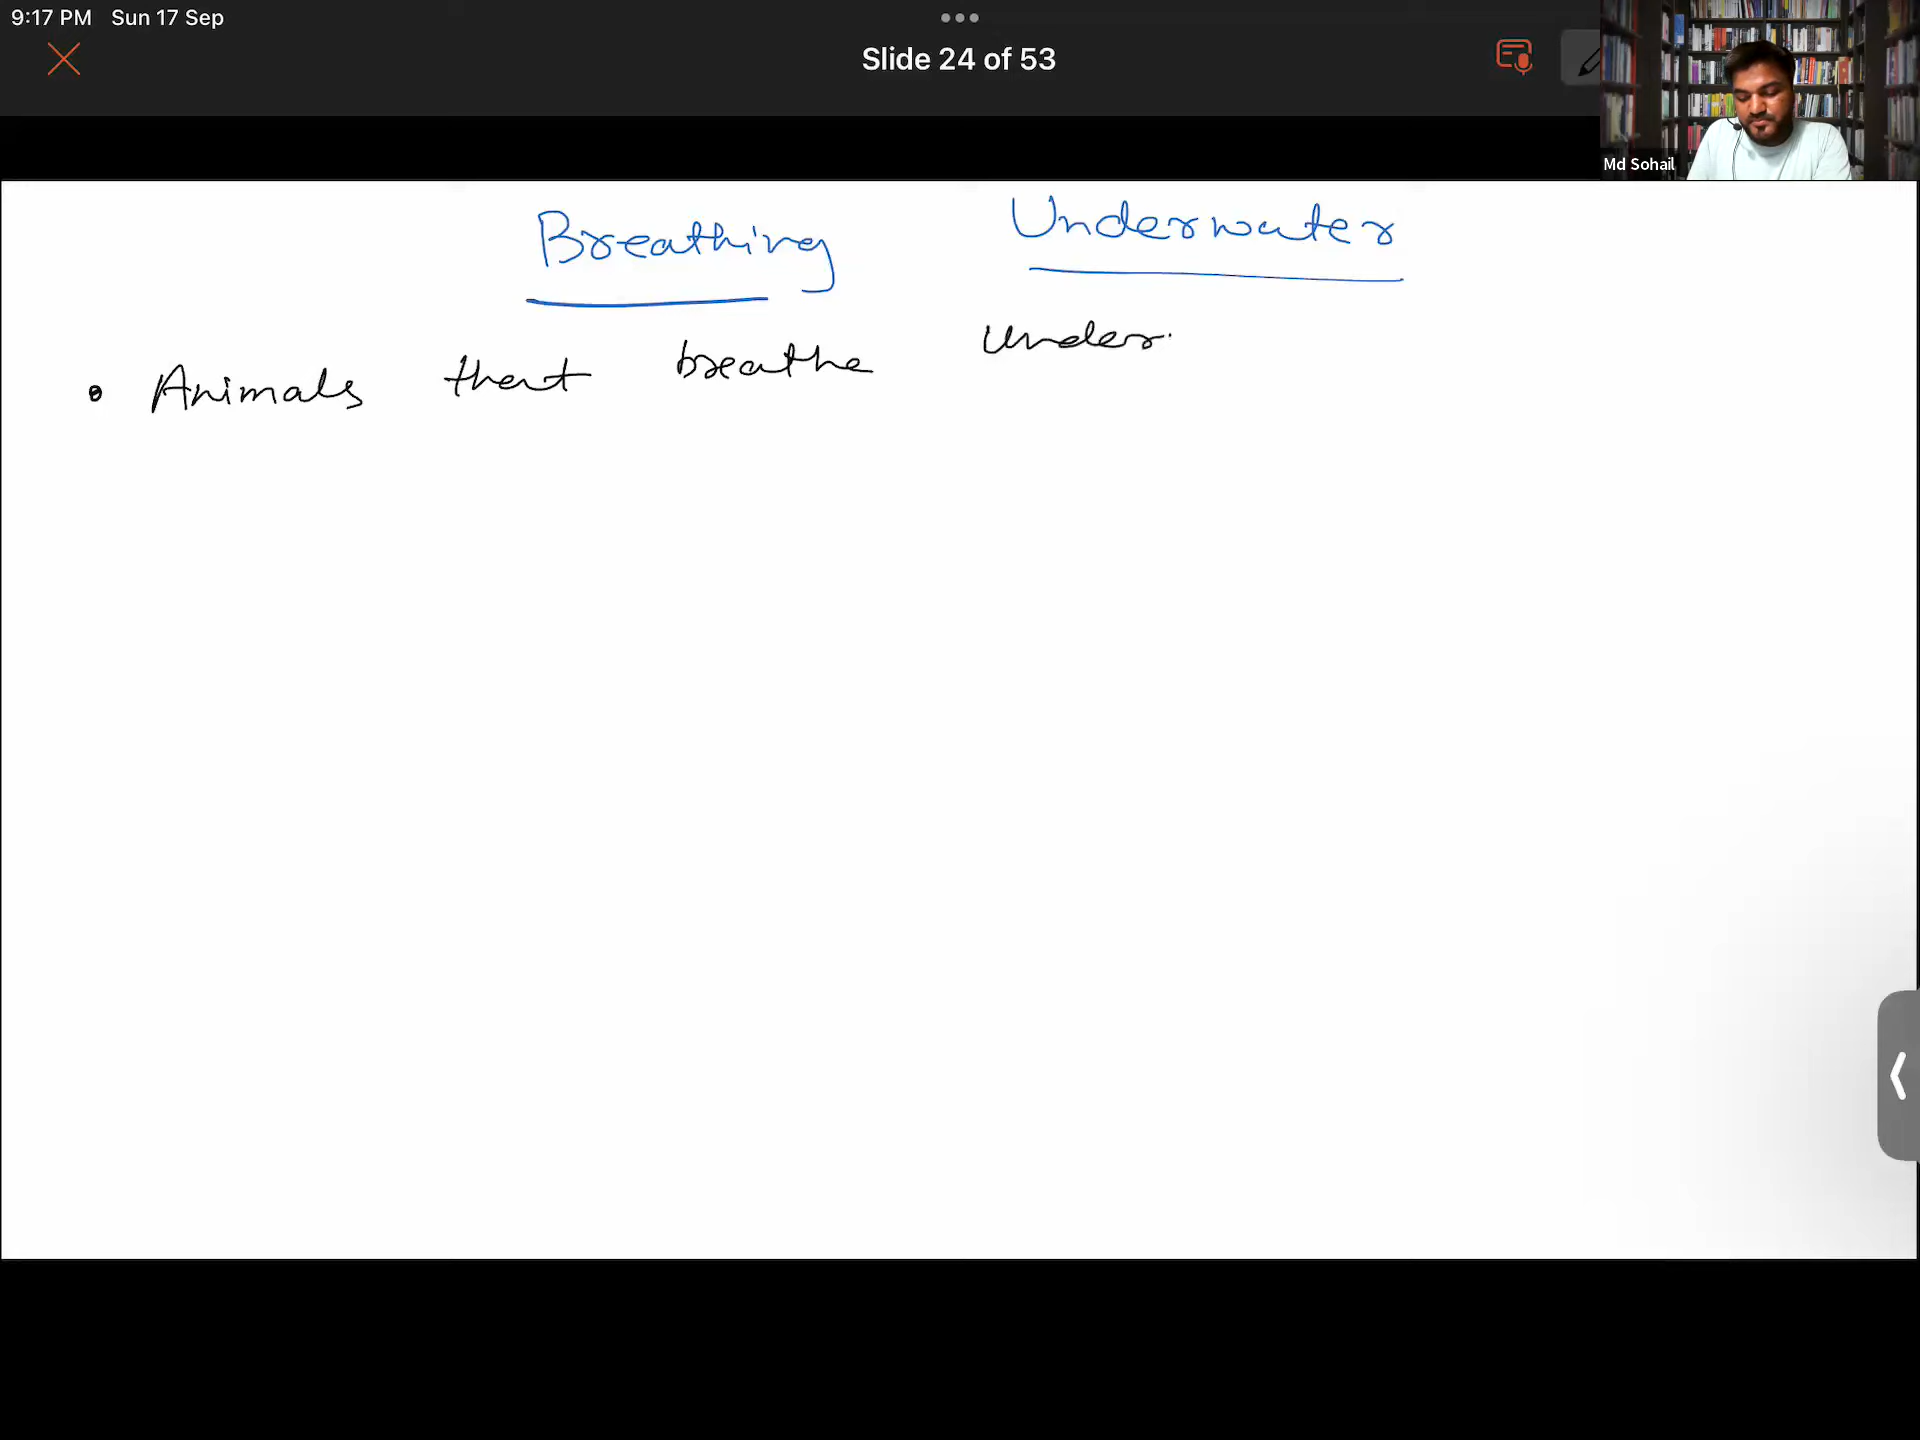 9:17 PM Sun 17 Sep
Slide 24 of 53
Md Sohail
Breathing Underwater
• Animals that breathe under